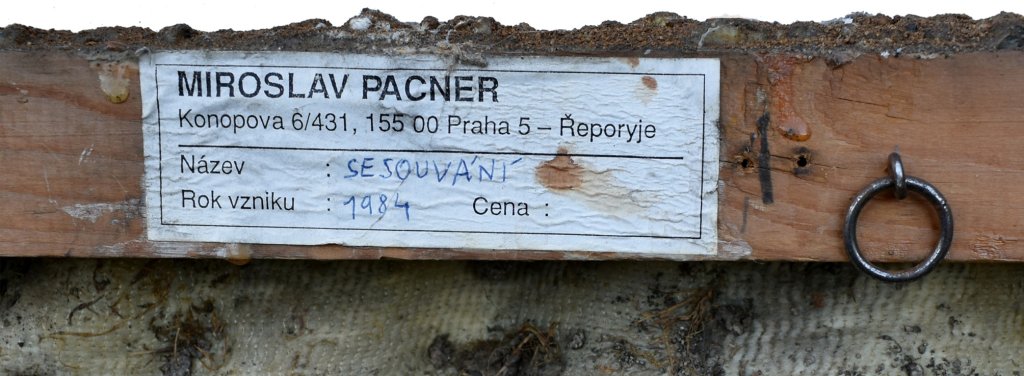 MIROSLAV PACNER
Konopova 6/431, 155 00 Praha 5 – Řeporyje
Název : SESOUVÁNÍ
Rok vzniku : 1984 Cena :